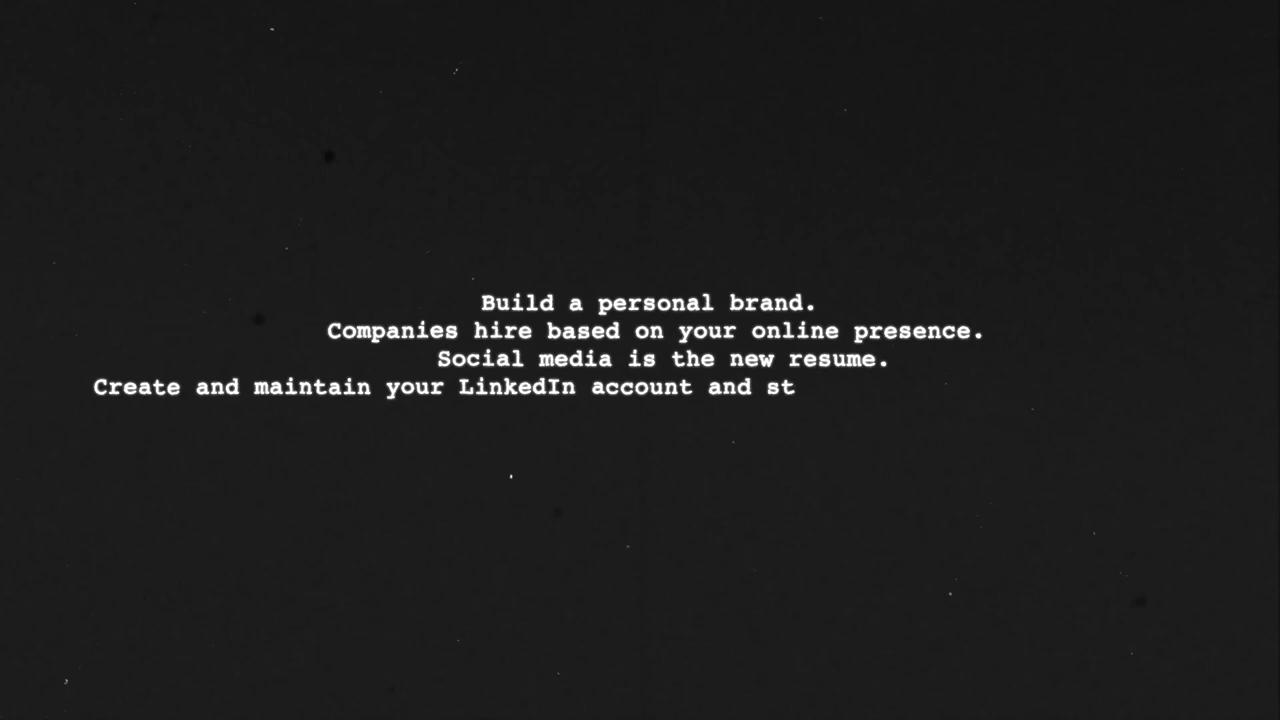 Build a personal brand.
Companies hire based on your online presence.
Social media is the new resume.
Create and maintain your LinkedIn account and st